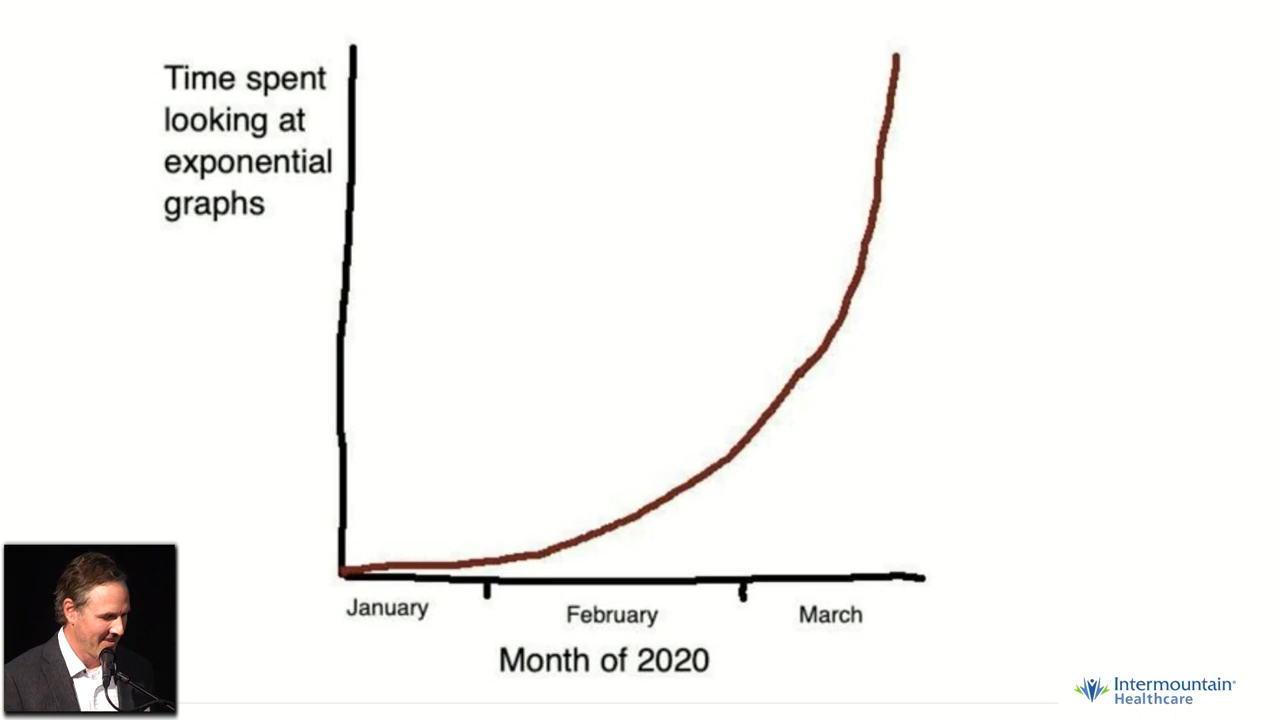 Time spent
looking at
exponential
graphs
January
February
March
Month of 2020
Intermountain®
Healthcare